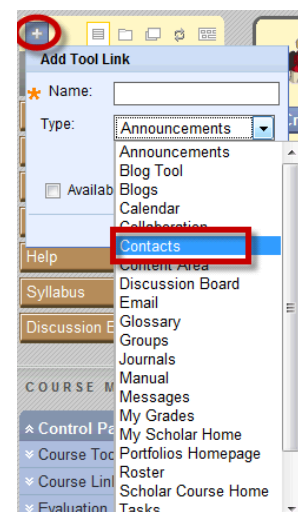 Add Tool Link
Name:
Type:
Announcements
Announcements
Blog Tool
Blogs
Availab
Calendar
Collaboration
Contacts
Help
Content Area
Discussion Board
Syllabus
Email
Glossary
Discussion
Groups
Journals
Manual
COURSE M
Messages
My Grades
Control Pa
My Scholar Home
Course Too
Portfolios Homepage
Roster
Course Link
Scholar Course Home
Evaluation
Tasks